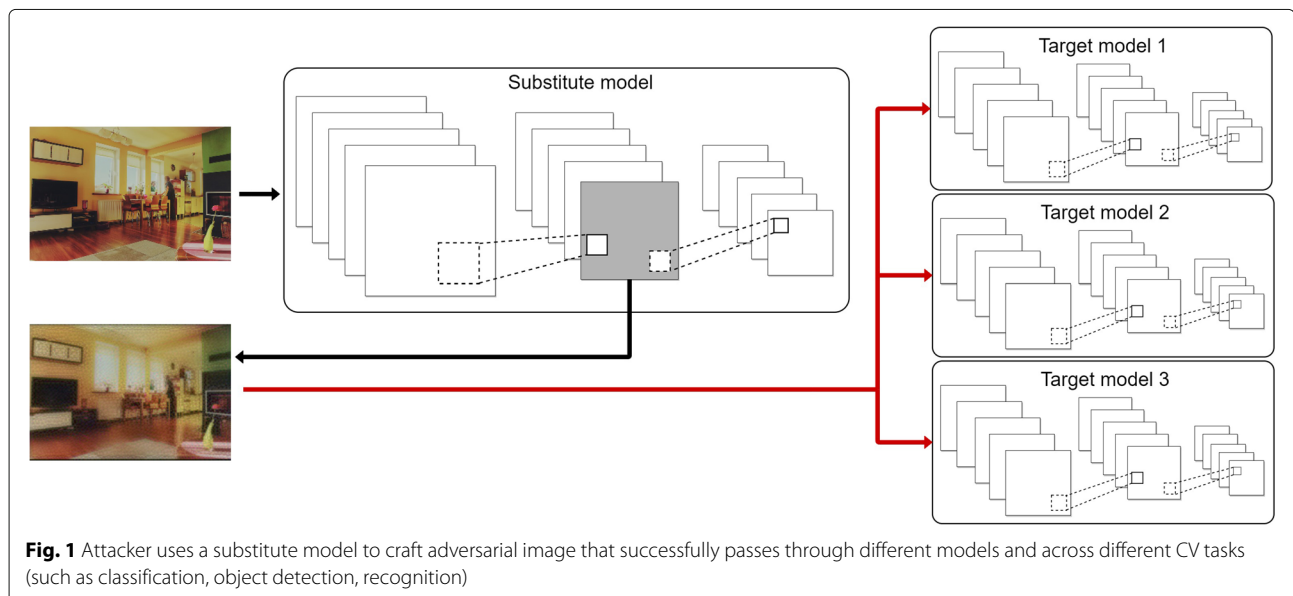 Substitute model
Target model 1
Target model 2
Target model 3
Fig. 1 Attacker uses a substitute model to craft adversarial image that successfully passes through different models and across different CV tasks
(such as classification, object detection, recognition)